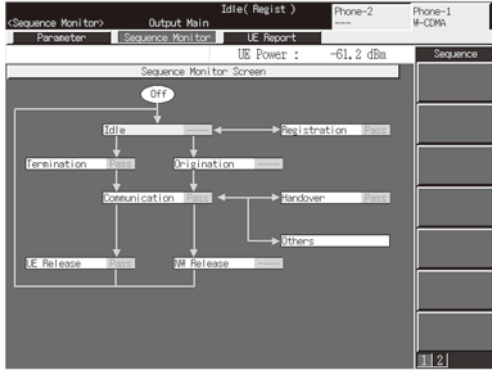 Idle( Regist )
Phone-2
Phone-1
<Sequence Monitor>
Output Main
----
W-CDMA
Parameter
Sequence Monitor
UE Report
UE Power :
-61.2 dBm
Sequence
Sequence Monitor Screen
Off
Idle
----
Registration
Pass
Termination
Pass
Origination
----
Communication
Pass
Handover
Pass
Others
UE Release
Pass
NW Release
----
1 2